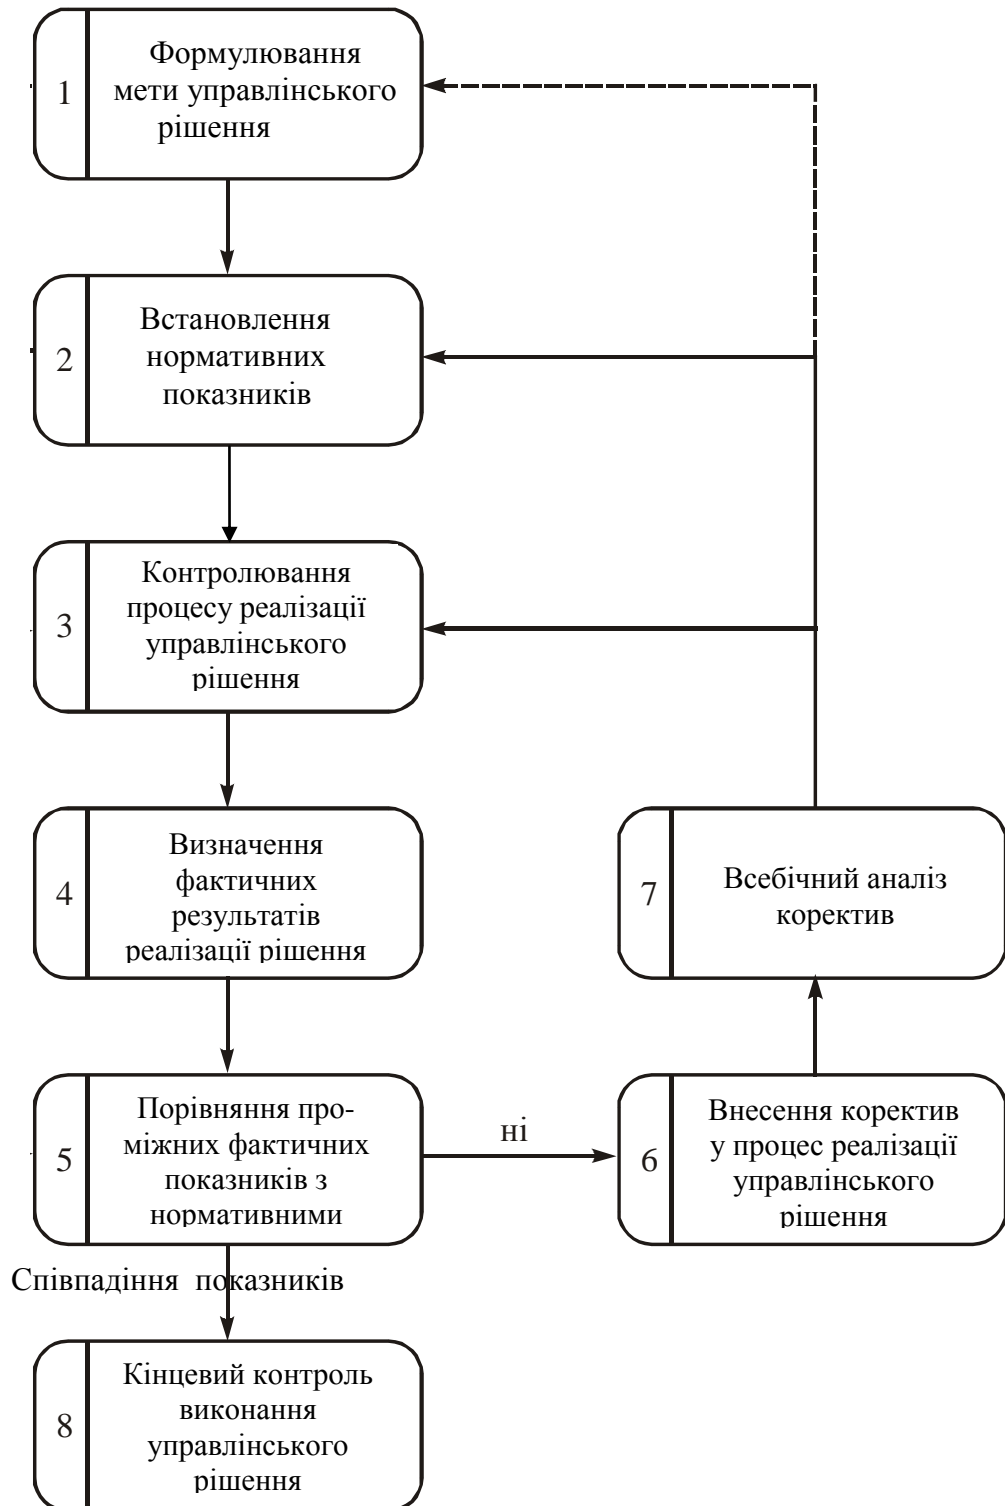 1
Формулювання
мети управлінського
рішення
2
Встановлення
нормативних
показників
3
Контролювання
процесу реалізації
управлінського
рішення
4
Визначення
фактичних
результатів
реалізації рішення
7
Всебічний аналіз
коректив
5
Порівняння про-
міжних фактичних
показників з
нормативними
ні
6
Внесення коректив
у процес реалізації
управлінського
рішення
Співпадіння показників
8
Кінцевий контроль
виконання
управлінського
рішення